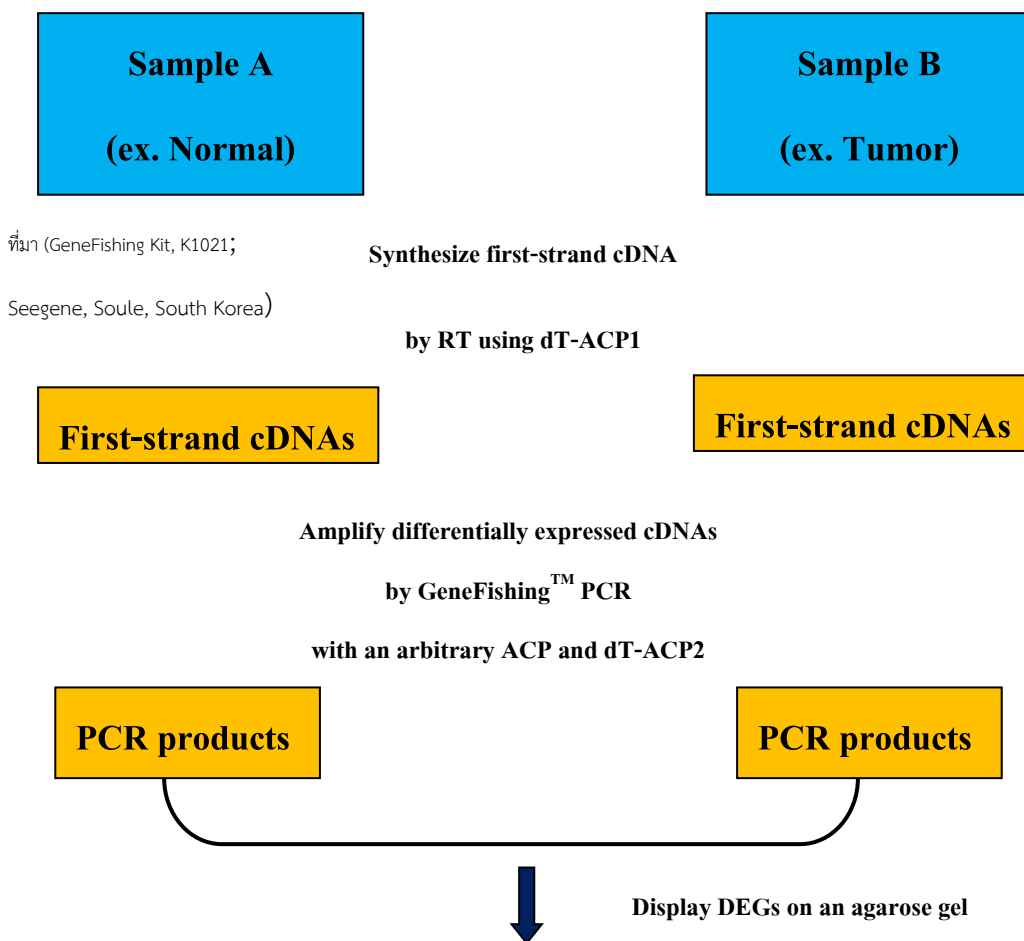 Sample A
(ex. Normal)
Sample B
(ex. Tumor)
ที่มา (GeneFishing Kit, K1021;
Seegene, Soule, South Korea)
Synthesize first-strand cDNA
by RT using dT-ACP1
First-strand cDNAs
First-strand cDNAs
Amplify differentially expressed cDNAs
by GeneFishing™ PCR
with an arbitrary ACP and dT-ACP2
PCR products
PCR products
Display DEGs on an agarose gel